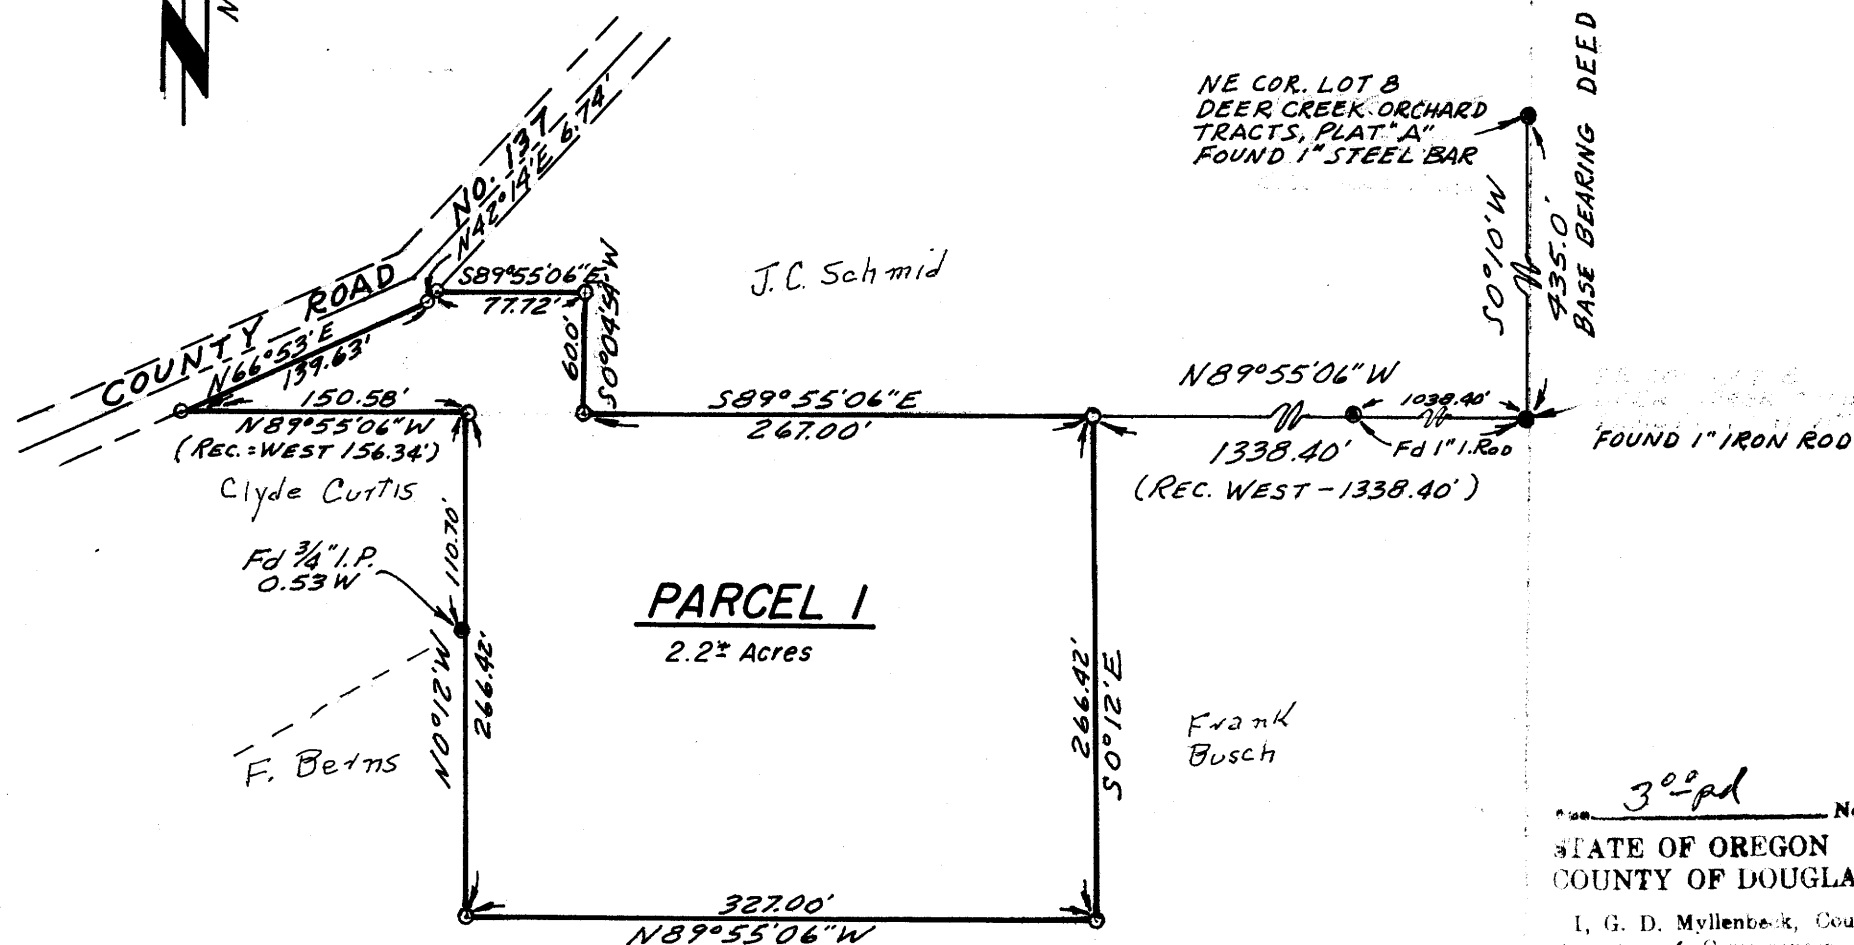 N
NE COR. LOT 8
DEER CREEK ORCHARD
TRACTS, PLAT "A"
FOUND 1" STEEL BAR
S0°10'W
435.0'
BASE BEARING DEED
COUNTY ROAD NO. 137
N42°14'E 6.74'
N66°53'E
139.63'
S89°55'06"E
77.72'
60.0'
S0°04'54"W
J.C. Schmid
150.58'
N89°55'06"W
(REC.=WEST 156.34')
Clyde Curtis
S89°55'06"E
267.00'
N89°55'06"W
1038.40'
1338.40'
Fd 1" I.Rod
(REC. WEST - 1338.40')
FOUND 1" IRON ROD
110.70'
Fd 3/4" I.P.
0.53 W
PARCEL 1
2.2± Acres
N0°12'W
266.42'
266.42'
S0°12'E
F. Berns
Frank
Busch
327.00'
N89°55'06"W
3⁰⁰ pd
STATE OF OREGON
COUNTY OF DOUGLA
I, G. D. Myllenbeck, Cou